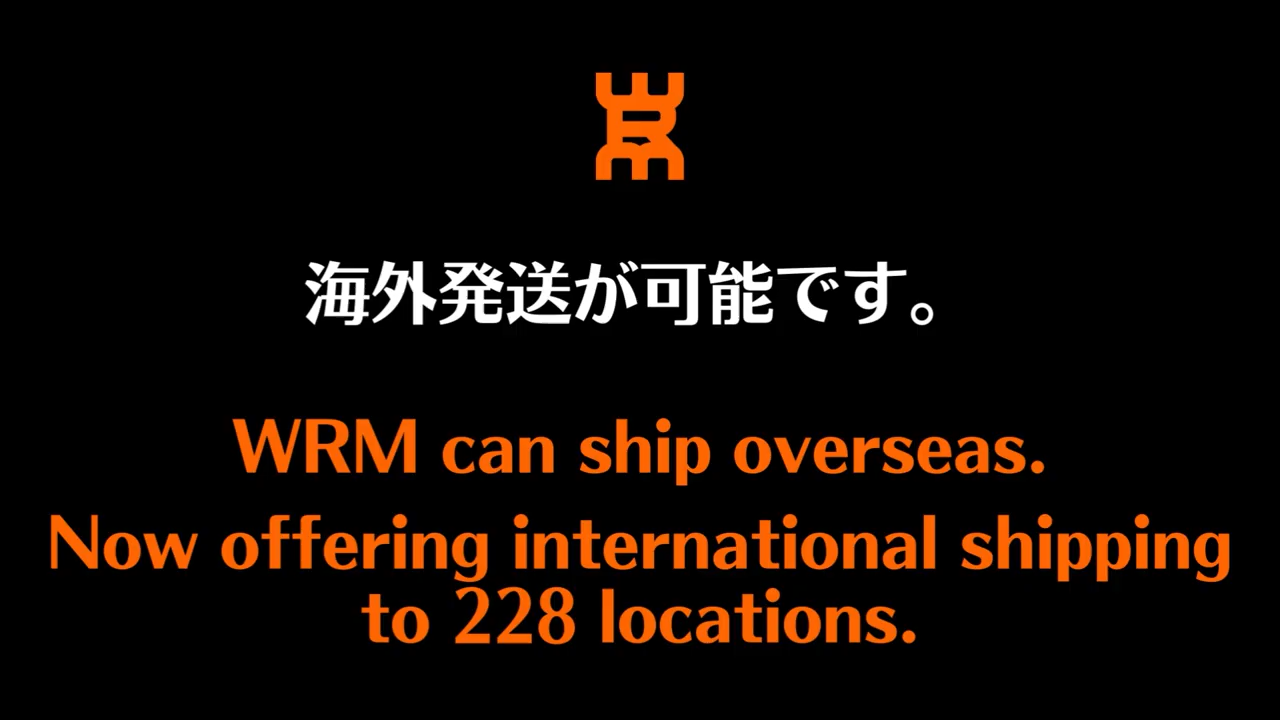 海外発送が可能です。
WRM can ship overseas.
Now offering international shipping
to 228 locations.